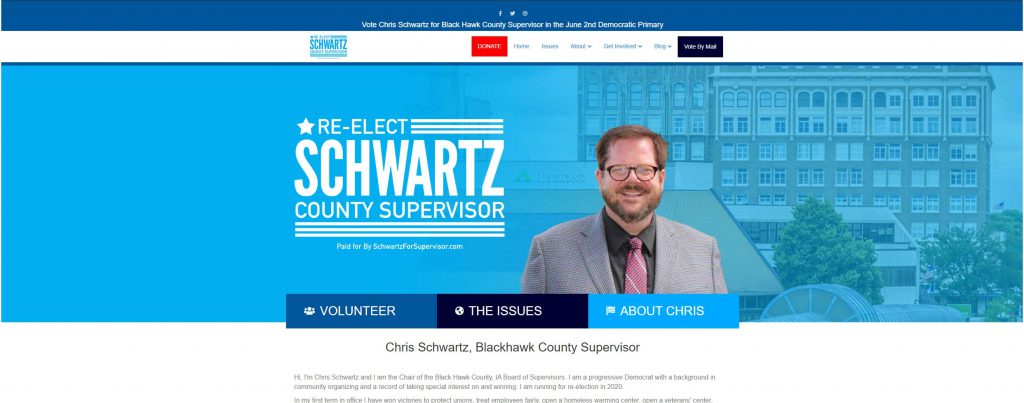 Vote Chris Schwartz for Black Hawk County Supervisor in the June 2nd Democratic Primary
RE-ELECT
SCHWARTZ
COUNTY SUPERVISOR
DONATE Home Issues About Get Involved Blog Vote By Mail
RE-ELECT
SCHWARTZ
COUNTY SUPERVISOR
Paid for By SchwartzForSupervisor.com
REGIONS
VOLUNTEER THE ISSUES ABOUT CHRIS
Chris Schwartz, Blackhawk County Supervisor
Hi, I'm Chris Schwartz and I am the Chair of the Black Hawk County, IA Board of Supervisors. I am a progressive Democrat with a background in
community organizing and a record of taking special interest on and winning. I am running for re-election in 2020.
In my first term in office I have won victories to protect unions, treat employees fairly, open a homeless warming center, open a veterans' center,